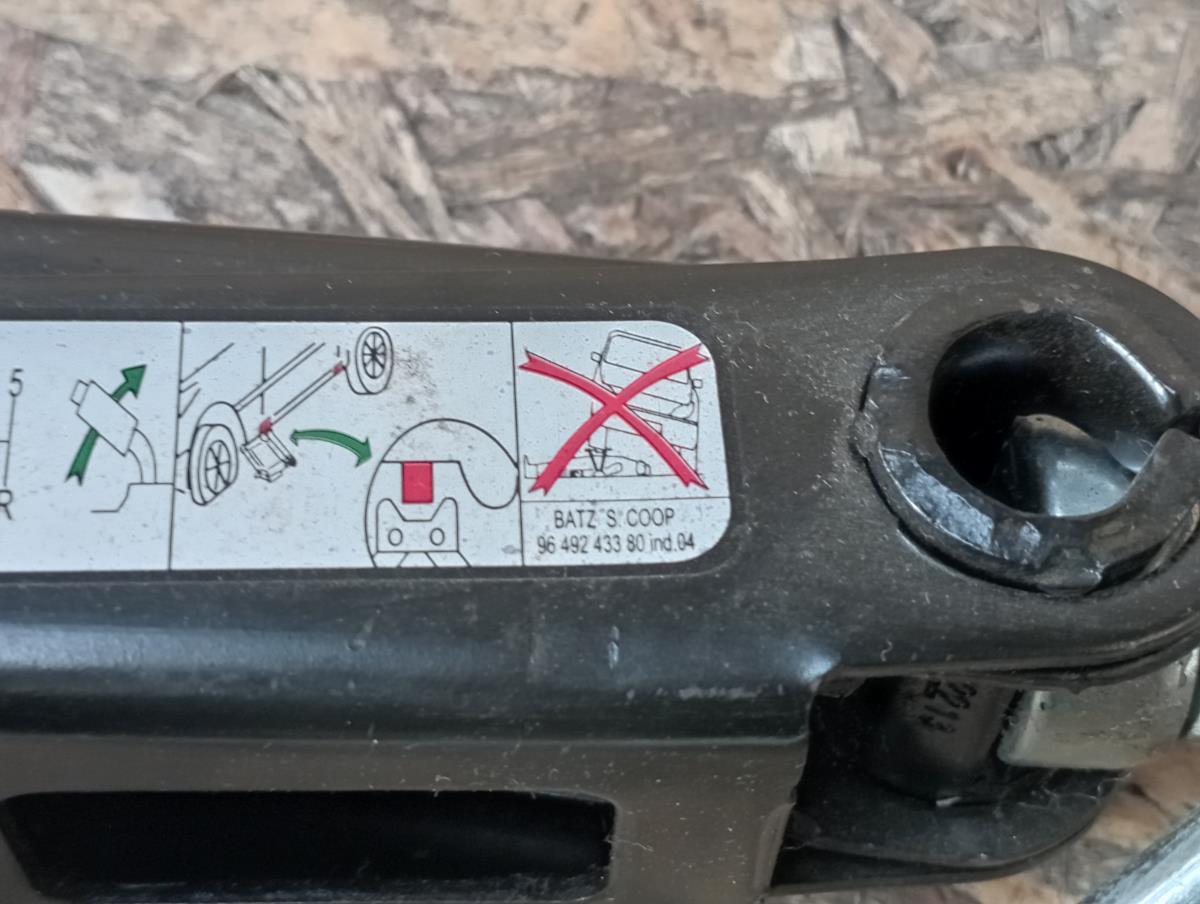 5
R
BATZ S. COOP
96 492 433 80 ind.04